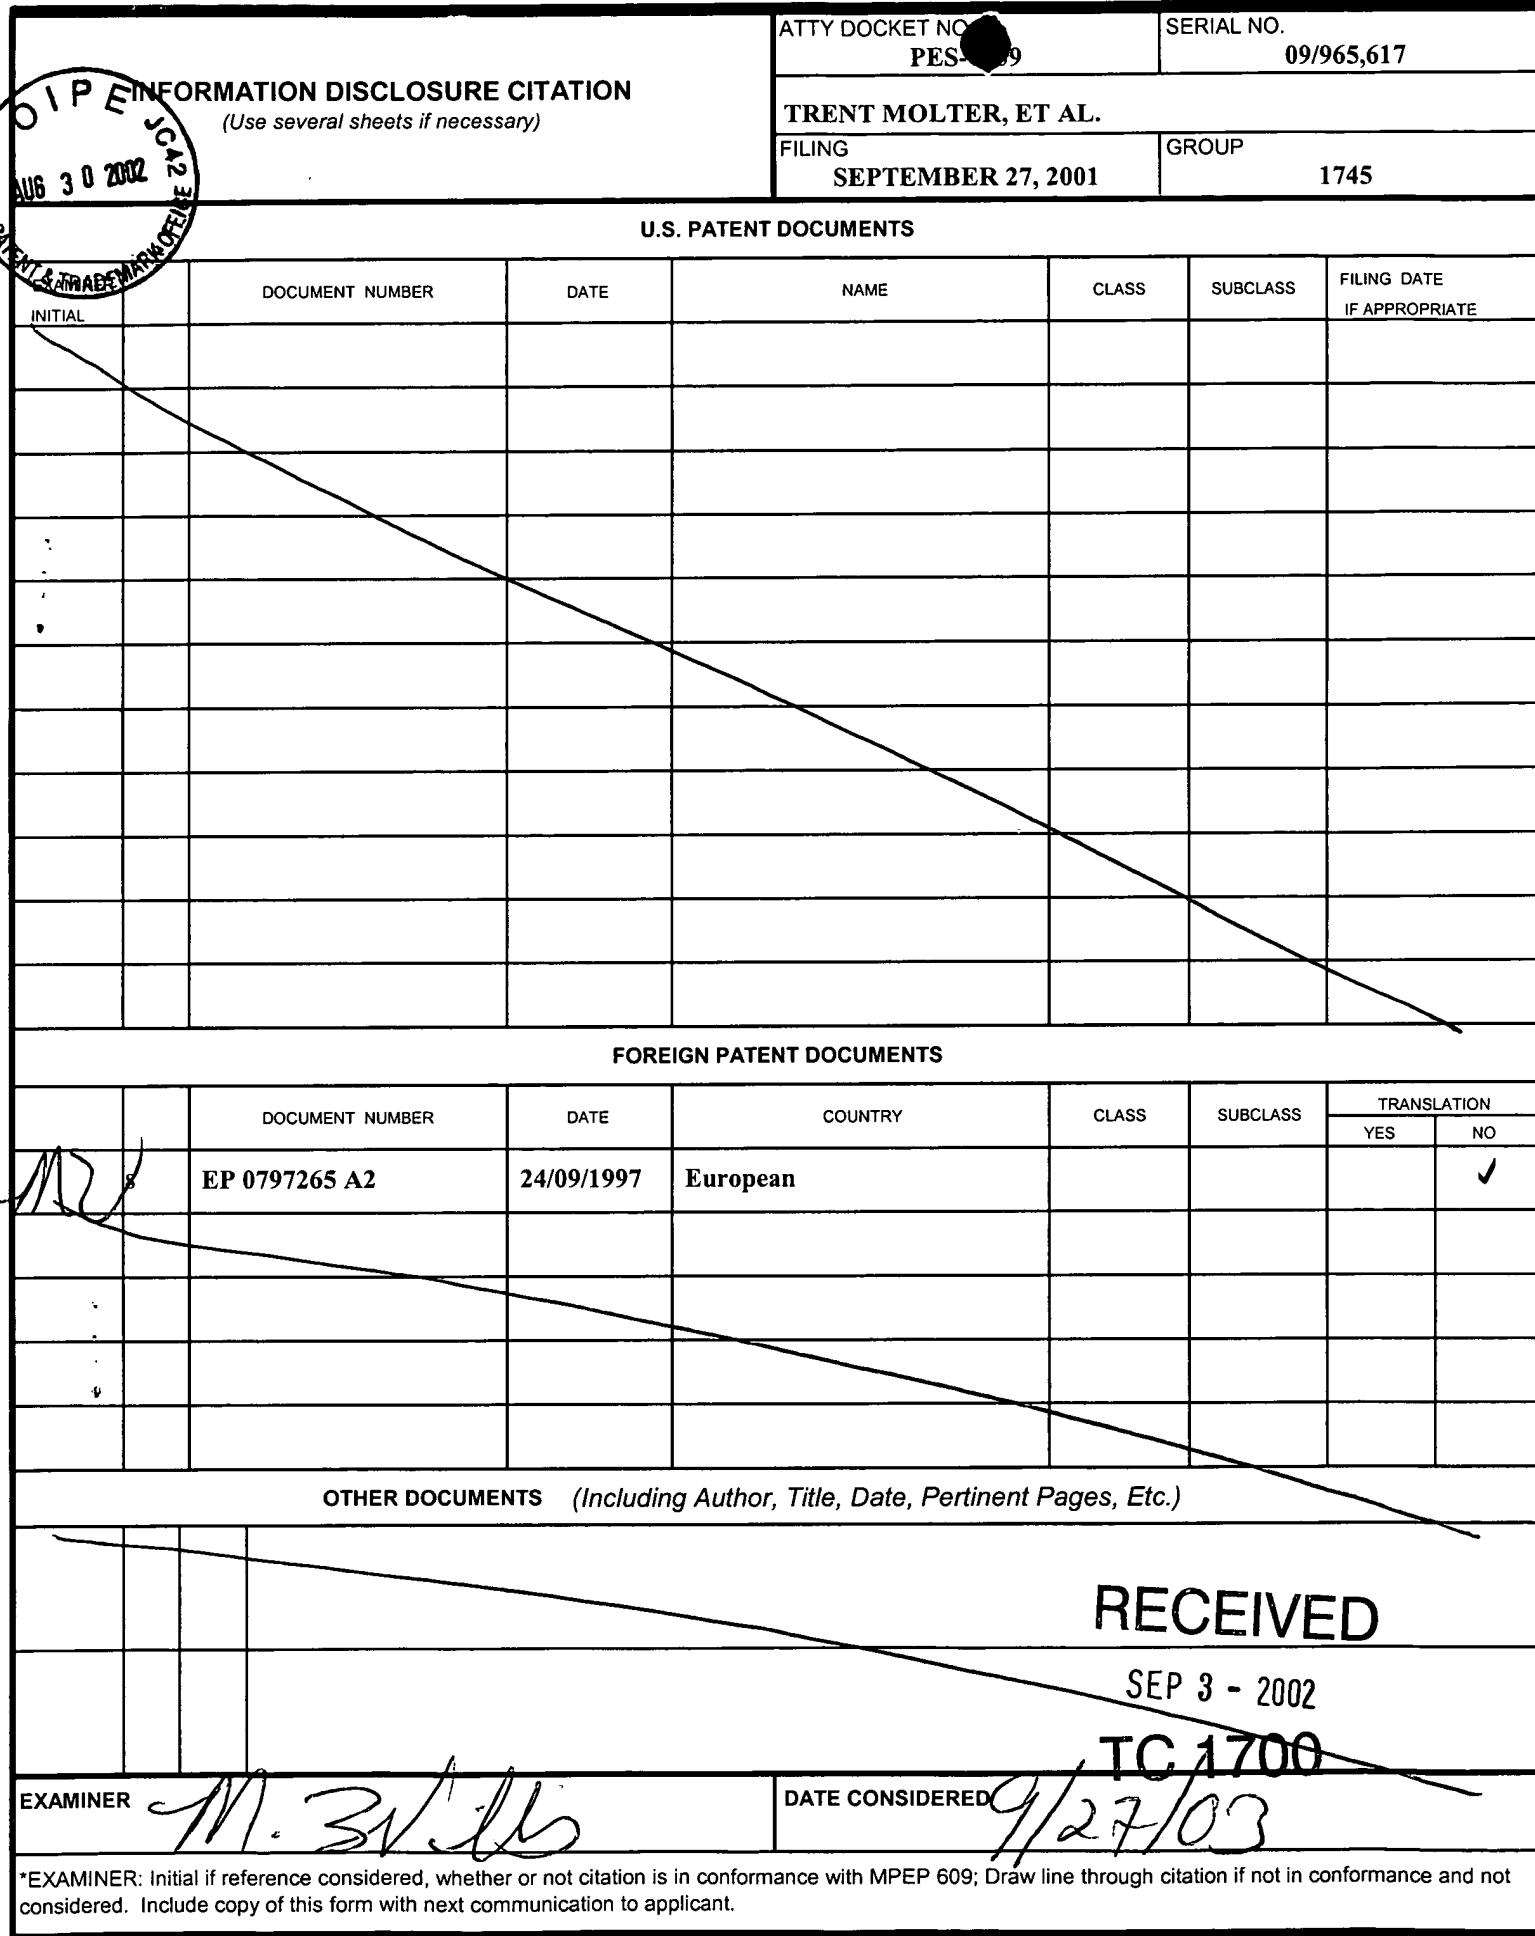 ATTY DOCKET NO
PES- 9
SERIAL NO.
09/965,617
INFORMATION DISCLOSURE CITATION
(Use several sheets if necessary)
TRENT MOLTER, ET AL.
FILING
SEPTEMBER 27, 2001
GROUP
1745
OIPE JC42
AUG 30 2002
& TRADEMARK OFFICE
U.S. PATENT DOCUMENTS
EXAMINER
INITIAL
DOCUMENT NUMBER
DATE
NAME
CLASS
SUBCLASS
FILING DATE
IF APPROPRIATE
FOREIGN PATENT DOCUMENTS
DOCUMENT NUMBER
DATE
COUNTRY
CLASS
SUBCLASS
TRANSLATION
YES
NO
EP 0797265 A2
24/09/1997
European
✓
OTHER DOCUMENTS (Including Author, Title, Date, Pertinent Pages, Etc.)
RECEIVED
SEP 3 - 2002
TC 1700
EXAMINER
DATE CONSIDERED
9/27/03
*EXAMINER: Initial if reference considered, whether or not citation is in conformance with MPEP 609; Draw line through citation if not in conformance and not
considered. Include copy of this form with next communication to applicant.